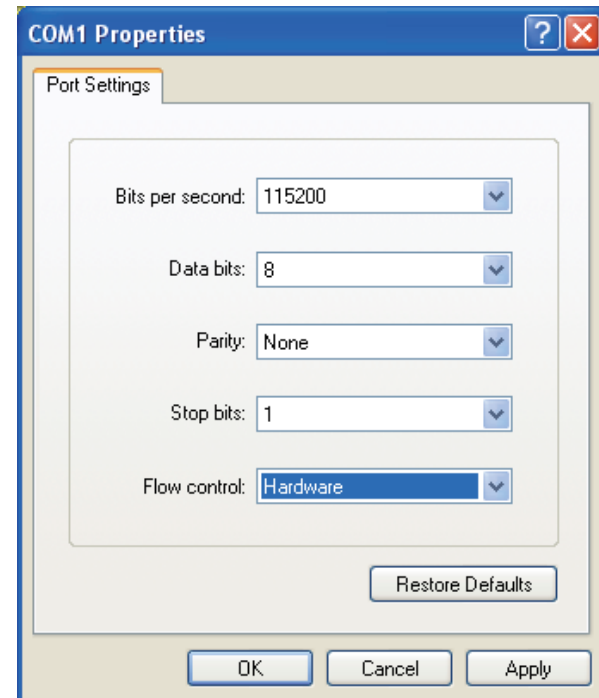 COM1 Properties
Port Settings
Bits per second: 115200
Data bits: 8
Parity: None
Stop bits: 1
Flow control: Hardware
Restore Defaults
OK Cancel Apply